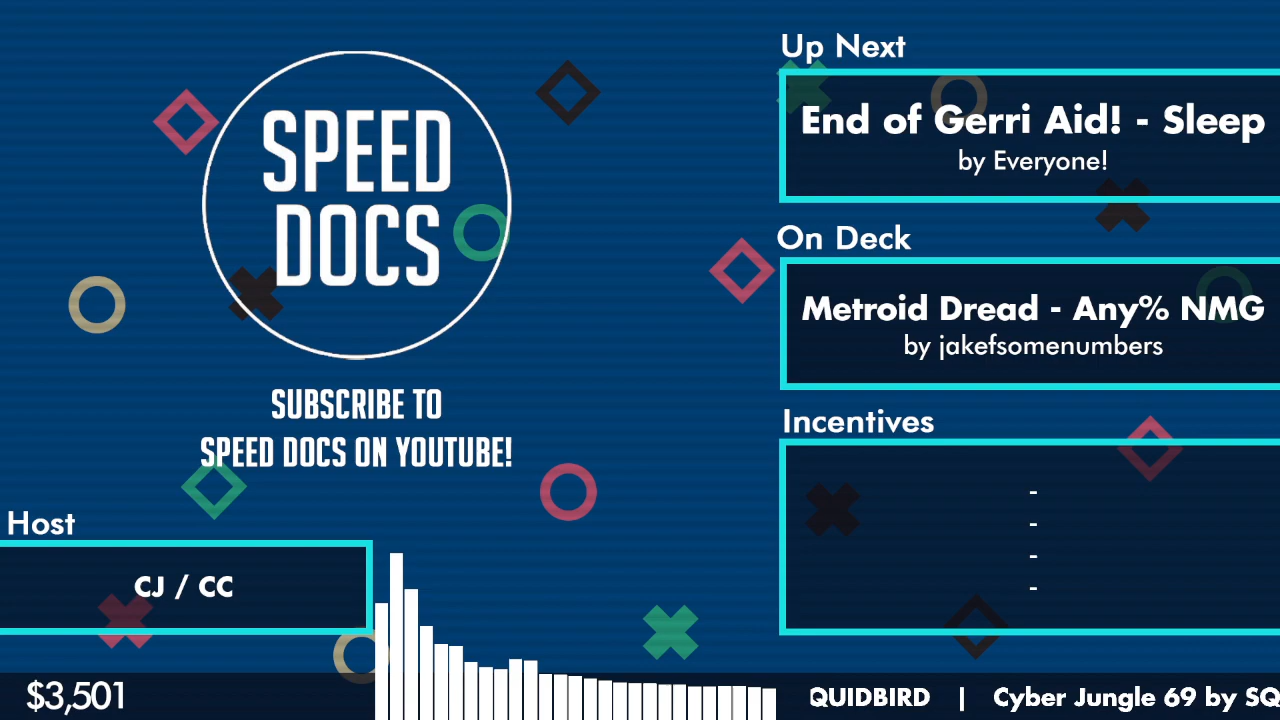 SPEED
DOCS
SUBSCRIBE TO
SPEED DOCS ON YOUTUBE!
Host
CJ / CC
$3,501
Up Next
End of Gerri Aid! - Sleep
by Everyone!
On Deck
Metroid Dread - Any% NMG
by jakefsomenumbers
Incentives
-
-
-
-
QUIDBIRD | Cyber Jungle 69 by SQ